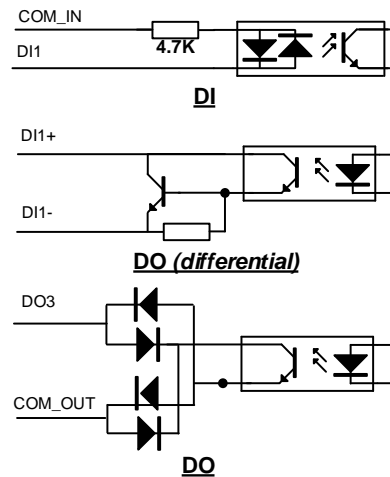 COM_IN
4.7K
DI1
DI
DI1+
DI1-
DO (differential)
DO3
COM_OUT
DO